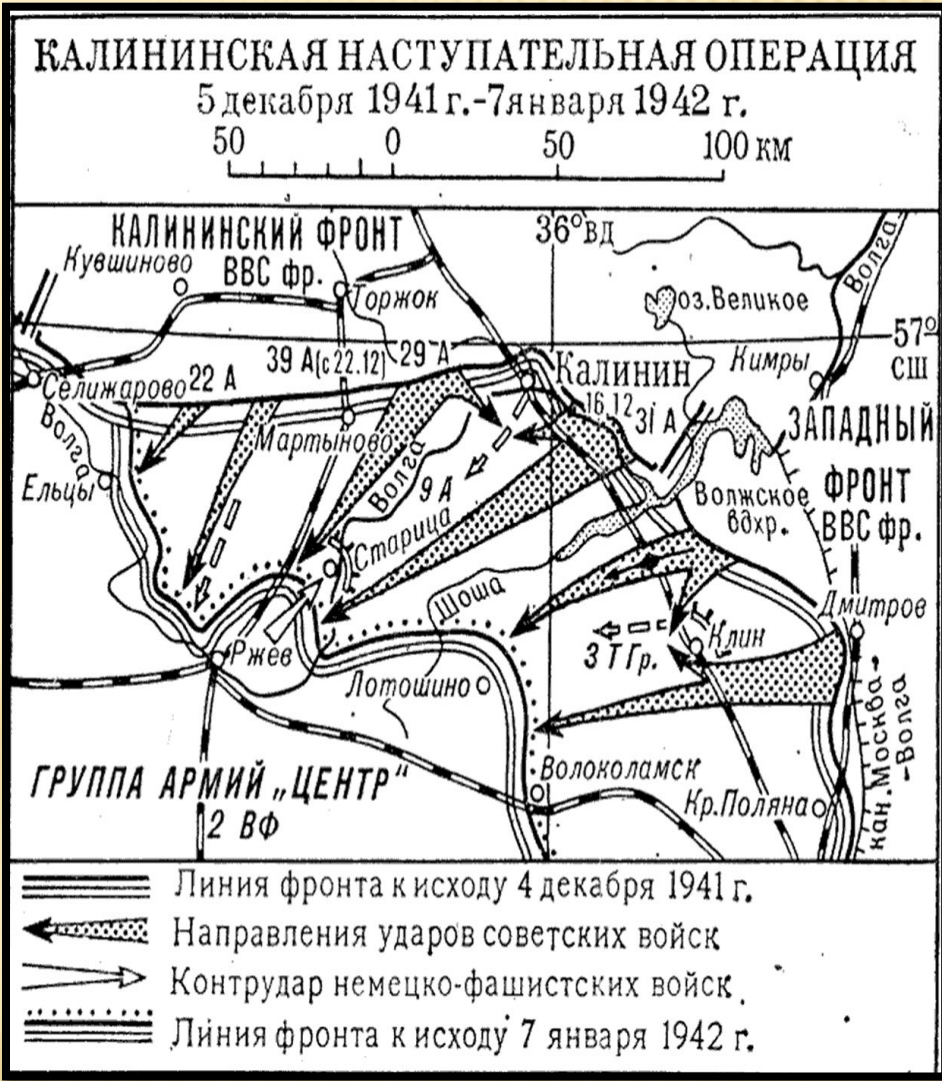 КАЛИНИНСКАЯ НАСТУПАТЕЛЬНАЯ ОПЕРАЦИЯ
5 декабря 1941 г.-7 января 1942 г.
50 0 50 100 км
КАЛИНИНСКИЙ ФРОНТ
ВВС фр.
36° вд
Волга
Кувшиново
Торжок
оз. Великое
57°
сш
39 А (с 22.12)
29 А
Калинин
Кимры
Селижарово
22 А
16.12
31 А
ЗАПАДНЫЙ
ФРОНТ
ВВС фр.
Волга
Мартыново
Волга
Ельцы
9 А
Волжское
вдхр.
Старица
Шоша
Дмитров
Клин
3 Т Гр.
Ржев
Лотошино
кан. Москва-
-Волга
ГРУППА АРМИЙ „ЦЕНТР"
Волоколамск
Кр. Поляна
2 ВФ
Линия фронта к исходу 4 декабря 1941 г.
Направления ударов советских войск
Контрудар немецко-фашистских войск
Линия фронта к исходу 7 января 1942 г.